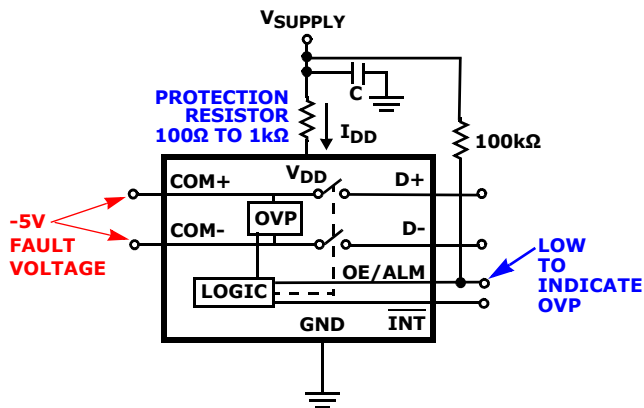 VSUPPLY
C
PROTECTION
RESISTOR
100Ω TO 1kΩ
IDD
100kΩ
COM+
VDD
D+
-5V
FAULT
VOLTAGE
OVP
COM-
D-
LOW
TO
INDICATE
OVP
OE/ALM
LOGIC
GND
INT